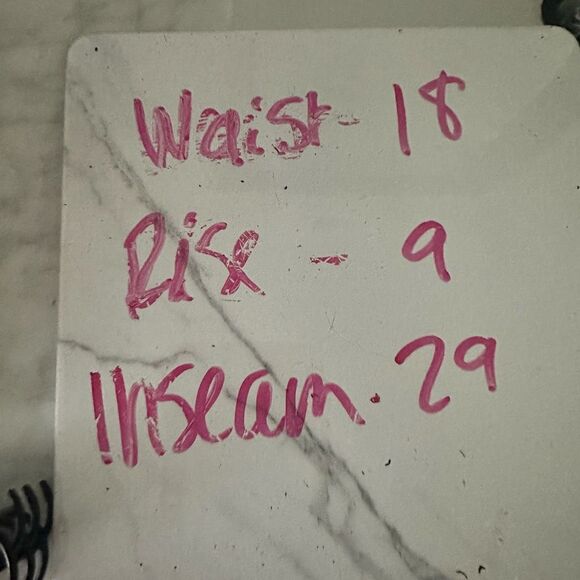 Waist - 18
Rise - 9
Inseam. 29